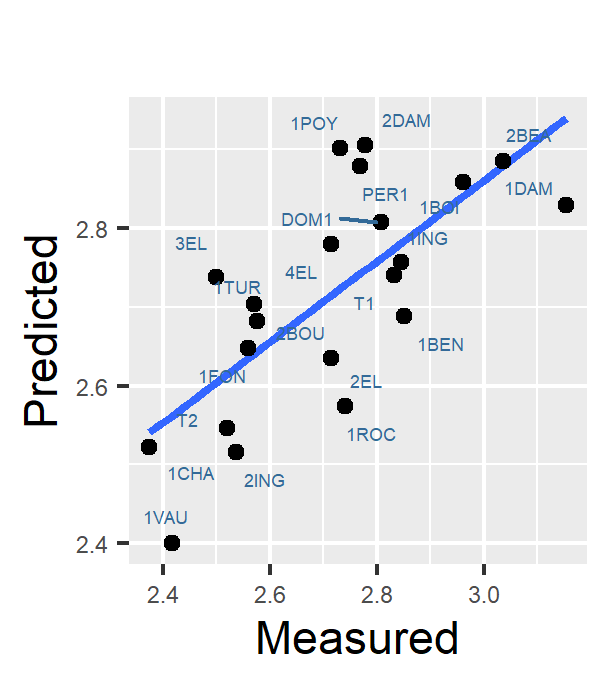 1POY
2DAM
2BEA
PER1
1DAM
DOM1
1BOI
3EL
1ING
4EL
1TUR
T1
2BOU
1BEN
1FON
2EL
T2
1ROC
1CHA
2ING
1VAU
2.8
2.6
2.4
Predicted
2.4 2.6 2.8 3.0
Measured